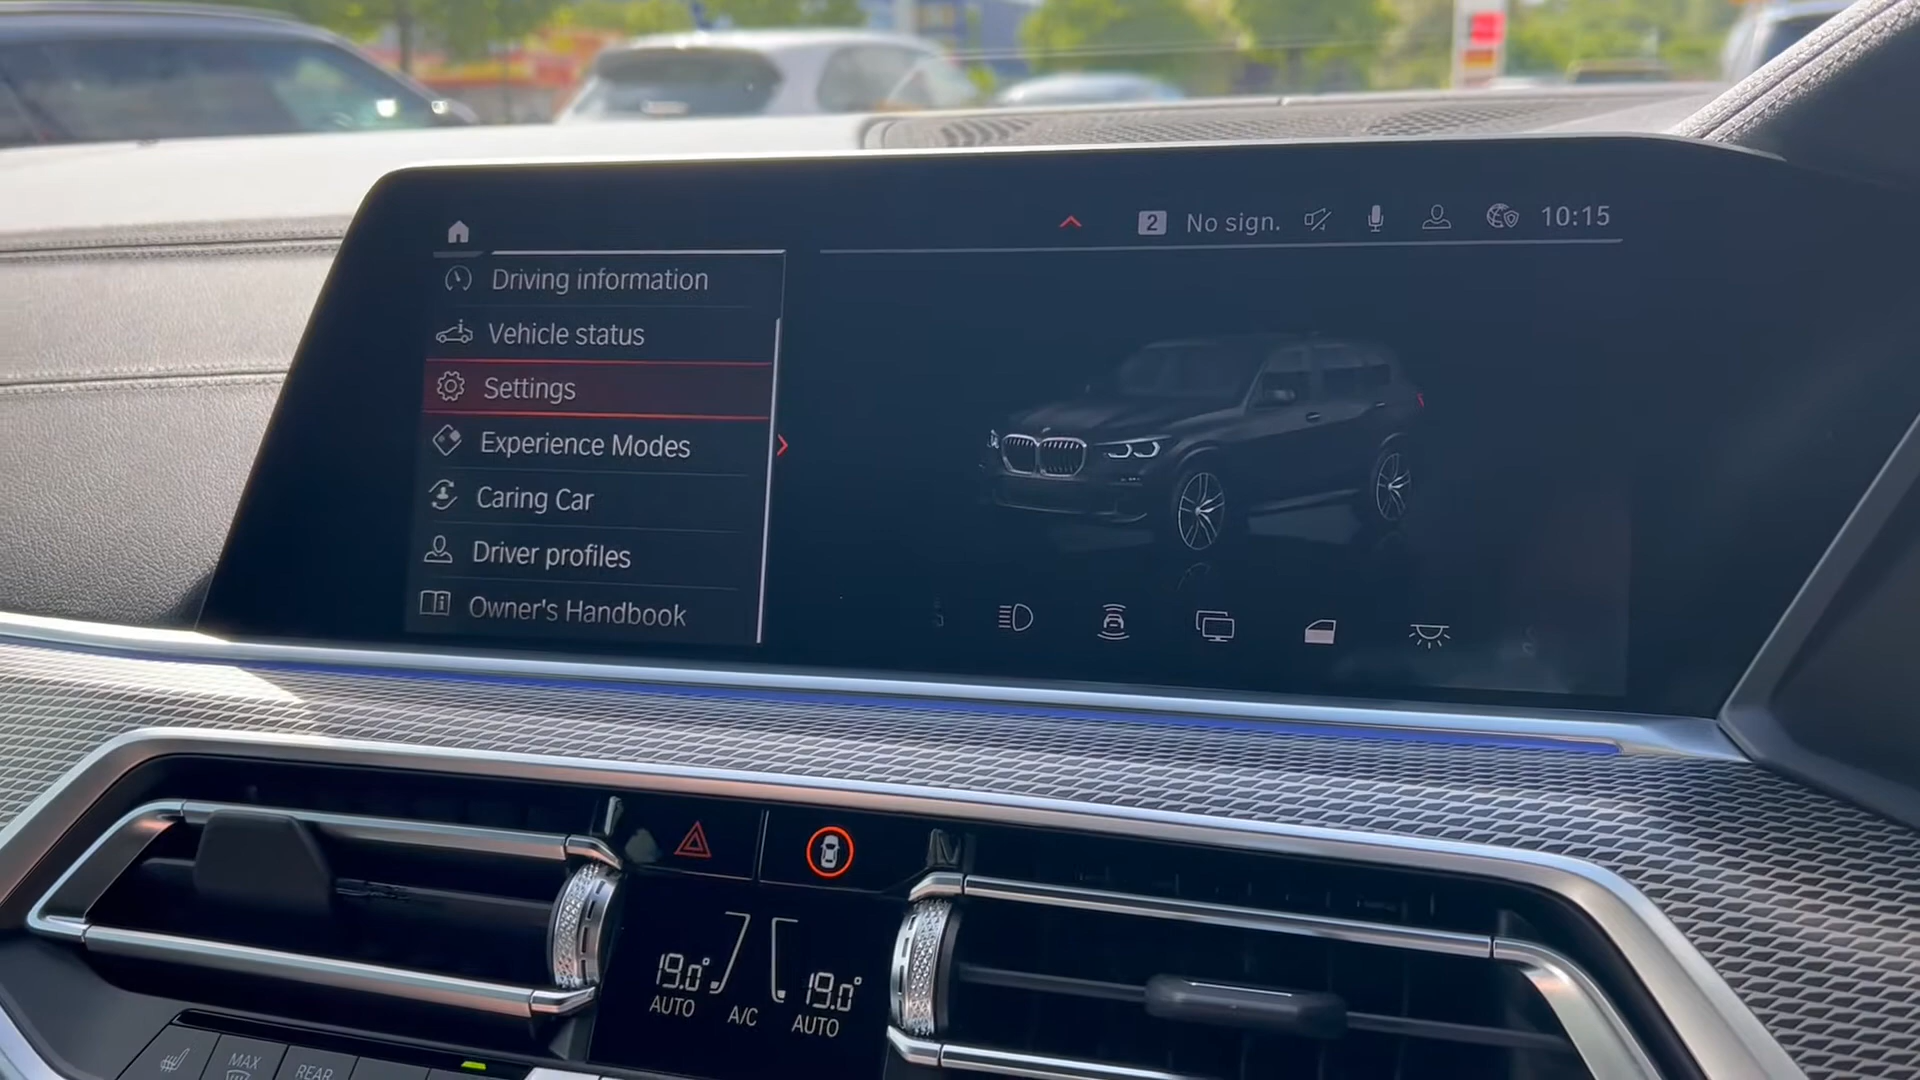 2 No sign. 10:15
Driving information
Vehicle status
Settings
Experience Modes
Caring Car
Driver profiles
Owner's Handbook
19.0° 19.0°
AUTO A/C AUTO
MAX
REAR